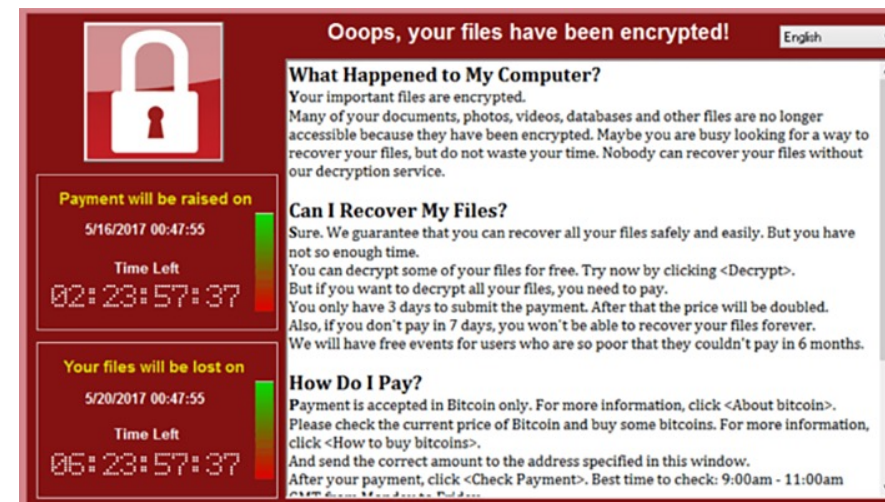 Ooops, your files have been encrypted!
English
What Happened to My Computer?
Your important files are encrypted.
Many of your documents, photos, videos, databases and other files are no longer
accessible because they have been encrypted. Maybe you are busy looking for a way to
recover your files, but do not waste your time. Nobody can recover your files without
our decryption service.
Payment will be raised on
5/16/2017 00:47:55
Time Left
02:23:57:37
Can I Recover My Files?
Sure. We guarantee that you can recover all your files safely and easily. But you have
not so enough time.
You can decrypt some of your files for free. Try now by clicking <Decrypt>.
But if you want to decrypt all your files, you need to pay.
You only have 3 days to submit the payment. After that the price will be doubled.
Also, if you don't pay in 7 days, you won't be able to recover your files forever.
We will have free events for users who are so poor that they couldn't pay in 6 months.
Your files will be lost on
5/20/2017 00:47:55
Time Left
06:23:57:37
How Do I Pay?
Payment is accepted in Bitcoin only. For more information, click <About bitcoin>.
Please check the current price of Bitcoin and buy some bitcoins. For more information,
click <How to buy bitcoins>.
And send the correct amount to the address specified in this window.
After your payment, click <Check Payment>. Best time to check: 9:00am - 11:00am
GMT from Monday to Friday